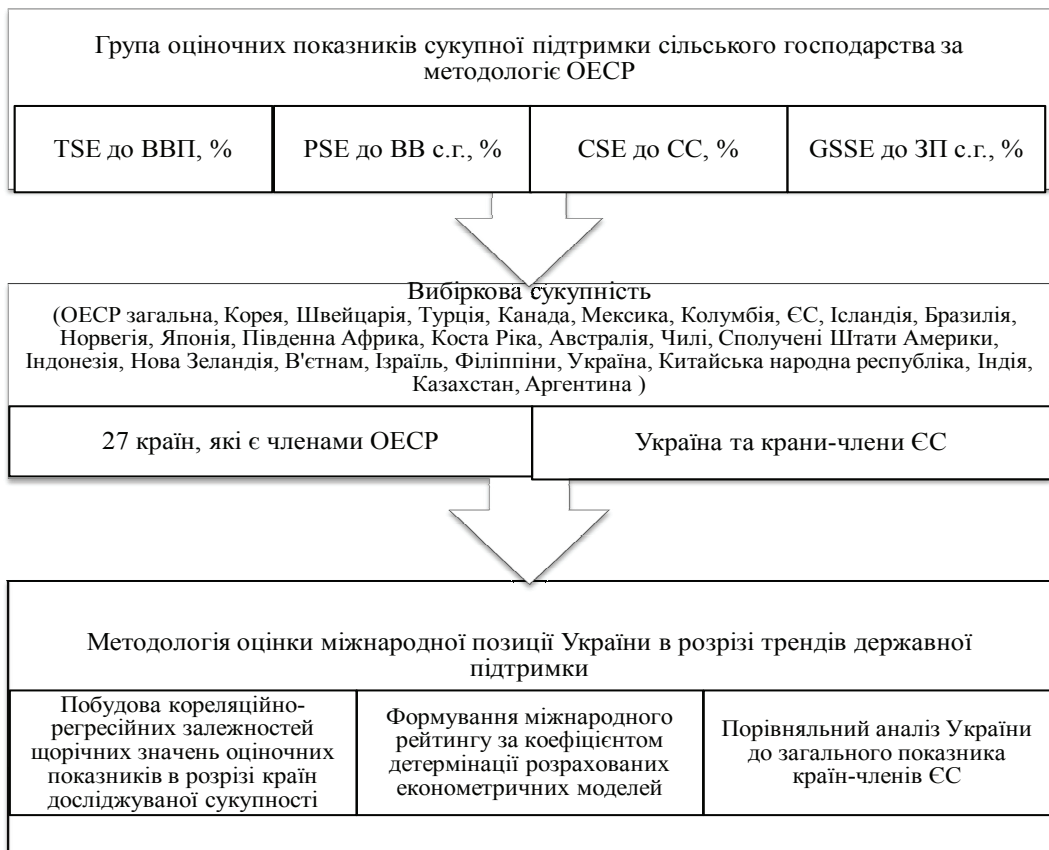 Група оціночних показників сукупної підтримки сільського господарства за
методологіє ОЕСР
TSE до ВВП, %
PSE до ВВ с.г., %
CSE до СС, %
GSSE до ЗП с.г., %
Вибіркова сукупність
(ОЕСР загальна, Корея, Швейцарія, Турція, Канада, Мексика, Колумбія, ЄС, Ісландія, Бразилія,
Норвегія, Японія, Південна Африка, Коста Ріка, Австралія, Чилі, Сполучені Штати Америки,
Індонезія, Нова Зеландія, В'єтнам, Ізраїль, Філіппіни, Україна, Китайська народна республіка, Індія,
Казахстан, Аргентина )
27 країн, які є членами ОЕСР
Україна та крани-члени ЄС
Методологія оцінки міжнародної позиції України в розрізі трендів державної
підтримки
Побудова кореляційно-
регресійних залежностей
щорічних значень оціночних
показників в розрізі країн
досліджуваної сукупності
Формування міжнародного
рейтингу за коефіцієнтом
детермінації розрахованих
економетричних моделей
Порівняльний аналіз України
до загального показника
країн-членів ЄС